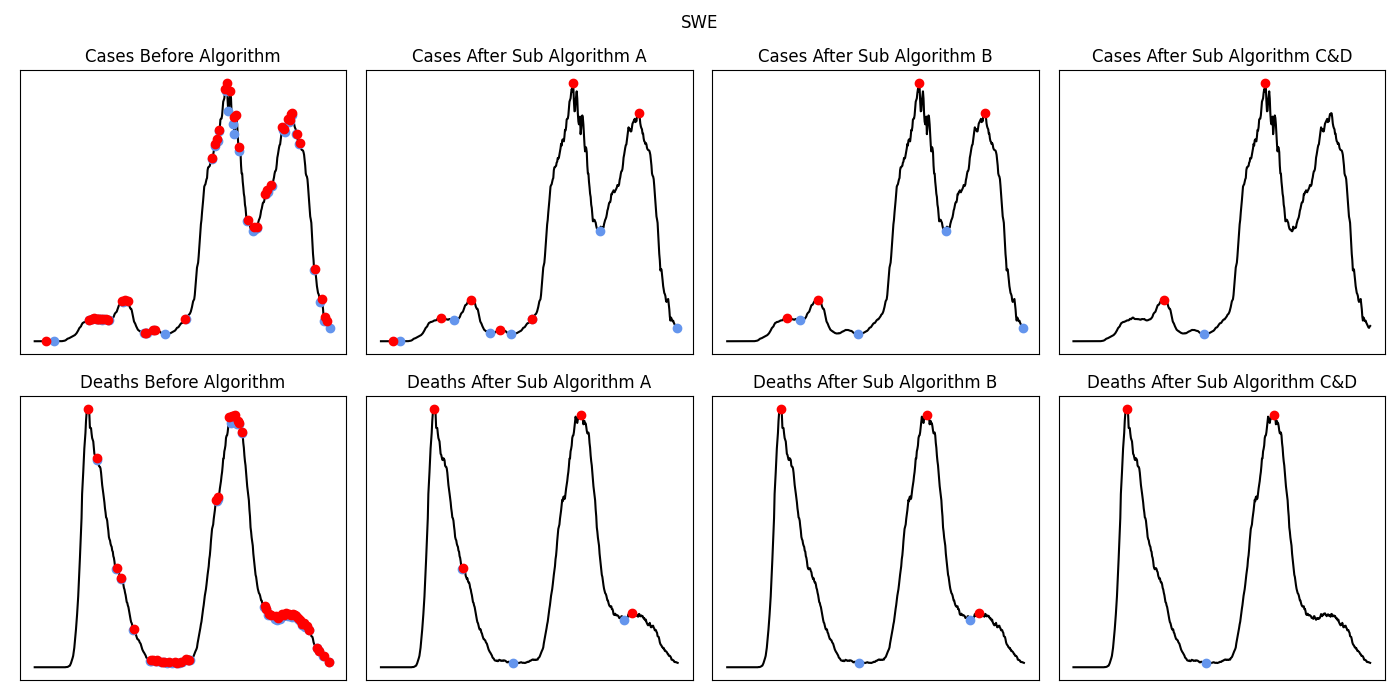 SWE
Cases Before Algorithm
Cases After Sub Algorithm A
Cases After Sub Algorithm B
Cases After Sub Algorithm C&D
Deaths Before Algorithm
Deaths After Sub Algorithm A
Deaths After Sub Algorithm B
Deaths After Sub Algorithm C&D